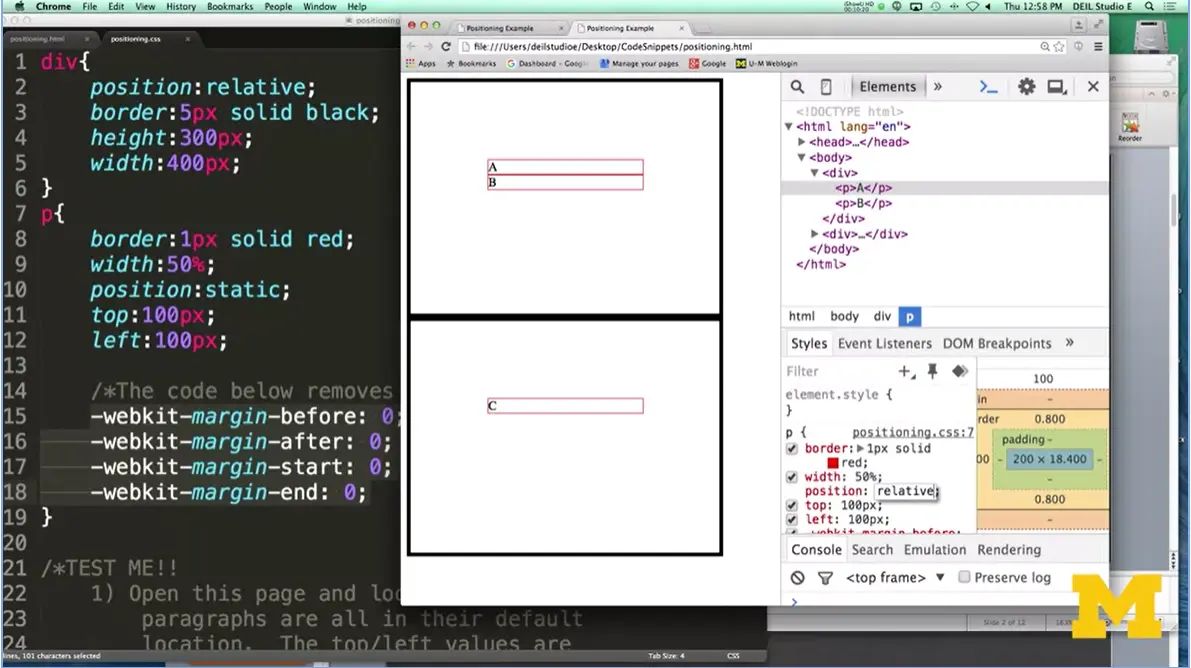 Chrome File Edit View History Bookmarks People Window Help
Thu 12:58 PM DEIL Studio E
positioning.html positioning.css
1 div{
2 position:relative;
3 border:5px solid black;
4 height:300px;
5 width:400px;
6 }
7 p{
8 border:1px solid red;
9 width:50%;
10 position:static;
11 top:100px;
12 left:100px;
13
14 /*The code below removes
15 -webkit-margin-before: 0;
16 -webkit-margin-after: 0;
17 -webkit-margin-start: 0;
18 -webkit-margin-end: 0;
19 }
20
21 /*TEST ME!!
22 1) Open this page and loo
23 paragraphs are all in their default
24 location. The top/left values are
lines, 101 characters selected
Tab Size: 4 CSS
Positioning Example Positioning Example
file:///Users/deilstudioe/Desktop/CodeSnippets/positioning.html
Apps Bookmarks Dashboard - Google Manage your pages Google U-M Weblogin
A
B
C
Elements »
<!DOCTYPE html>
<html lang="en">
<head>…</head>
<body>
<div>
<p>A</p>
<p>B</p>
</div>
<div>…</div>
</body>
</html>
html body div p
Styles Event Listeners DOM Breakpoints »
Filter
element.style {
}
p { positioning.css:7
border: 1px solid
red;
width: 50%;
position: relative;
top: 100px;
left: 100px;
-webkit-margin-before:
100
0.800
padding -
200 × 18.400
0.800
Console Search Emulation Rendering
<top frame> Preserve log
Reorder
Slide 2 of 12
M